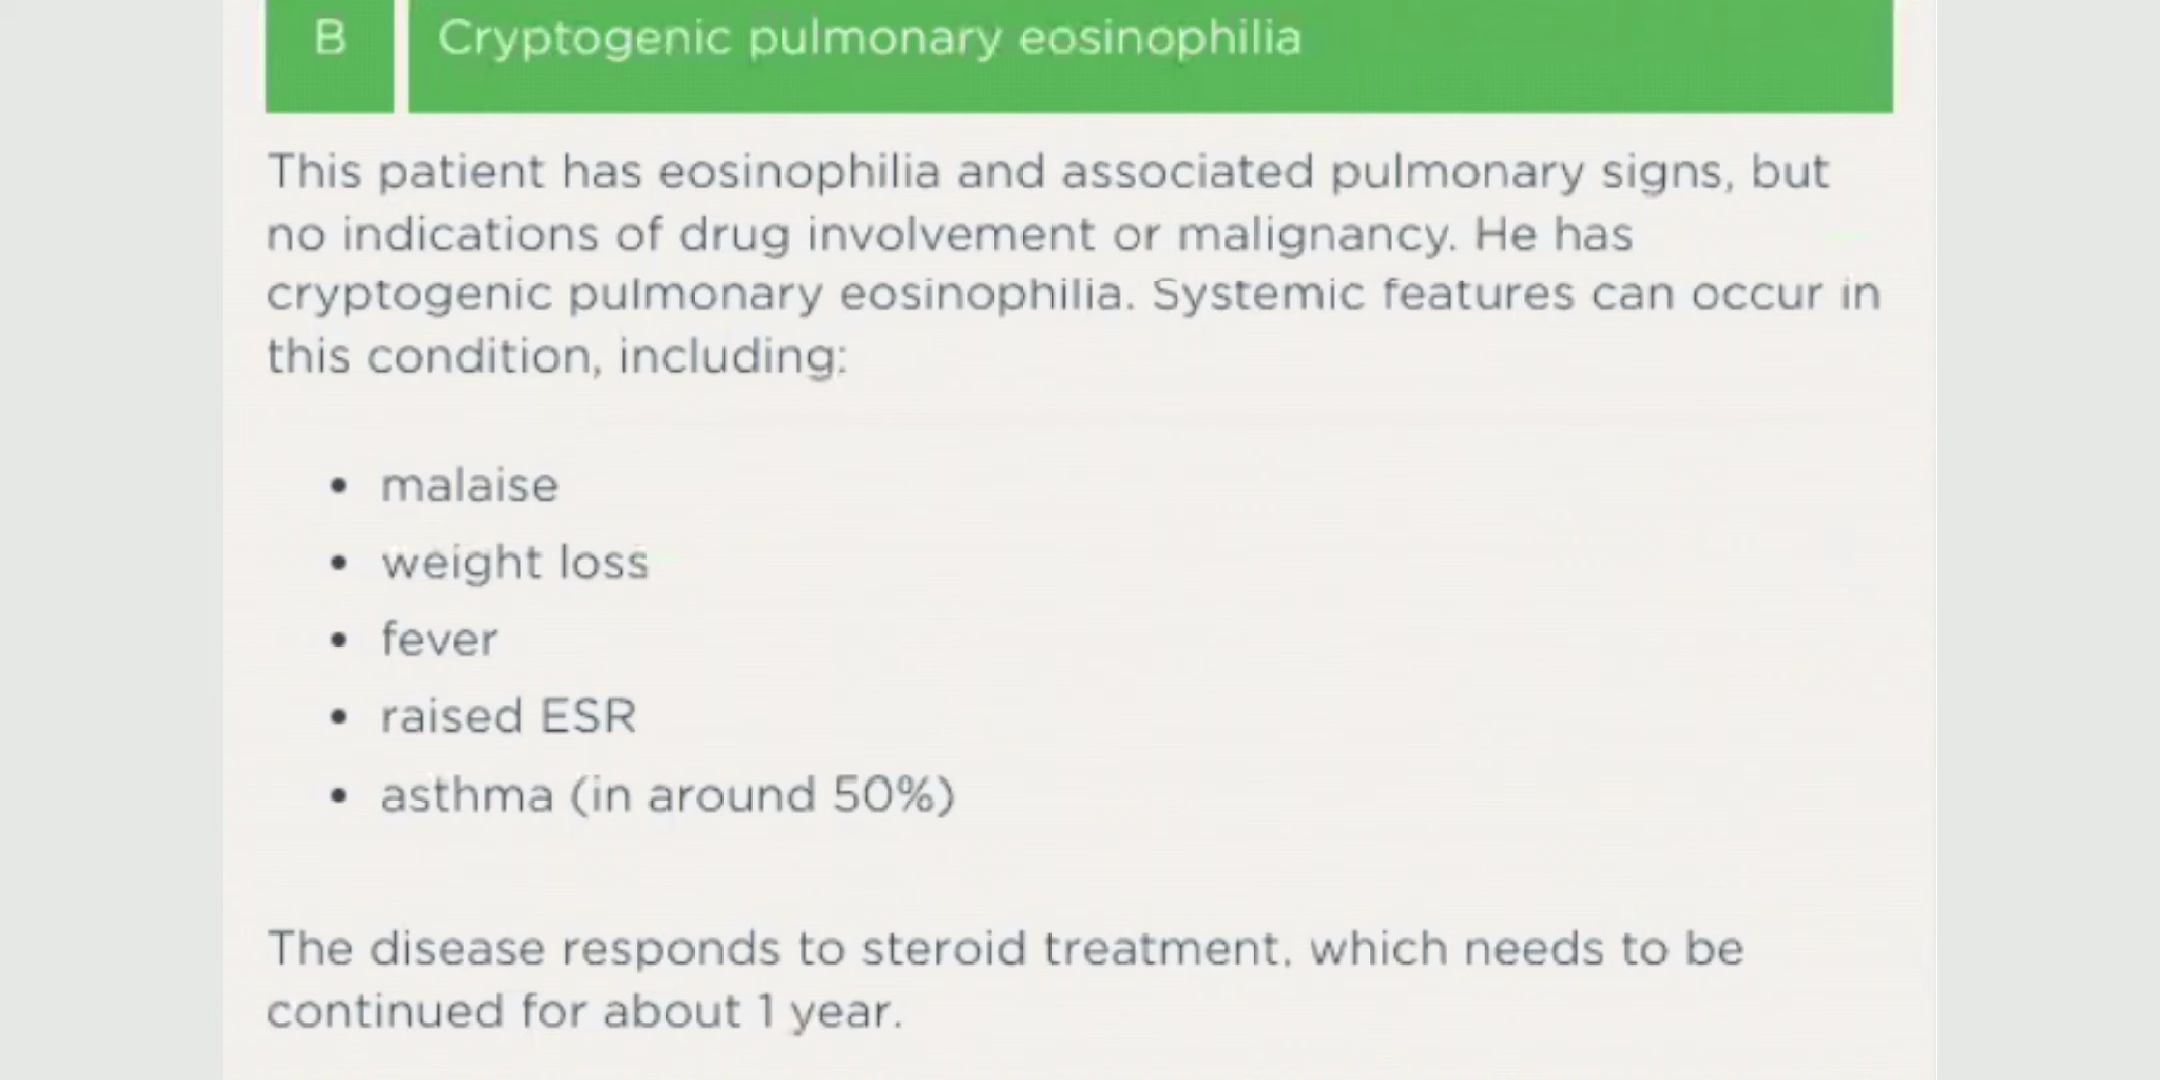 B Cryptogenic pulmonary eosinophilia
This patient has eosinophilia and associated pulmonary signs, but
no indications of drug involvement or malignancy. He has
cryptogenic pulmonary eosinophilia. Systemic features can occur in
this condition, including:
• malaise
• weight loss
• fever
• raised ESR
• asthma (in around 50%)
The disease responds to steroid treatment, which needs to be
continued for about 1 year.